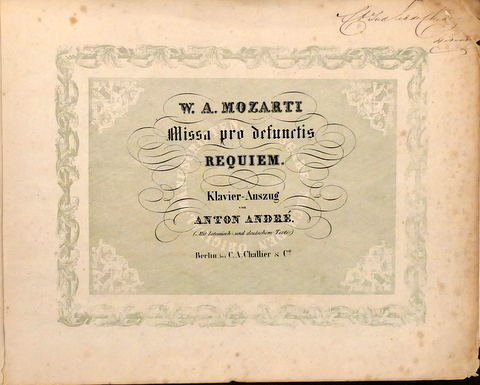 W. A. MOZARTI
Missa pro defunctis
REQUIEM.
Klavier-Auszug
von
ANTON ANDRÉ.
(Mit lateinisch- und deutschem Texte.)
Berlin bei C. A. Challier & Co